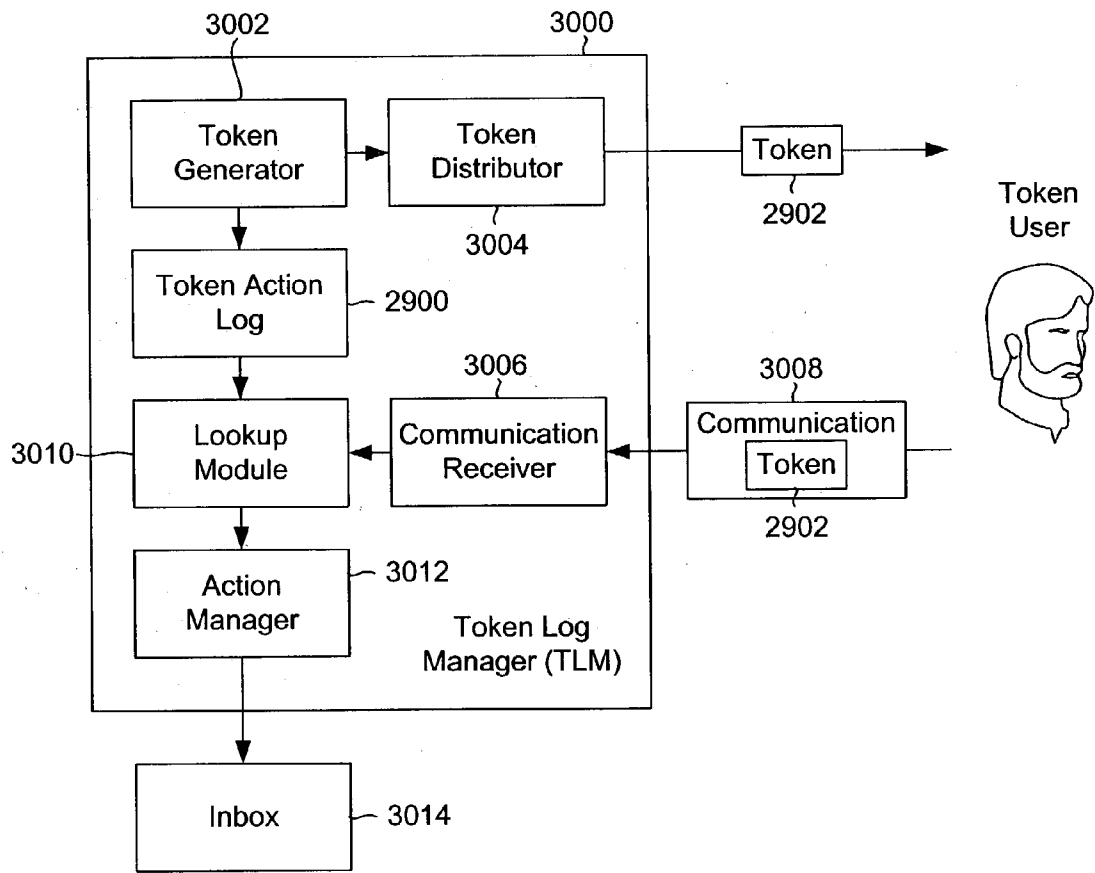 3002
3000
Token
Generator
Token
Distributor
Token
2902
3004
Token
User
Token Action
Log
2900
3006
3008
3010
Lookup
Module
Communication
Receiver
Communication
Token
2902
Action
Manager
3012
Token Log
Manager (TLM)
Inbox
3014